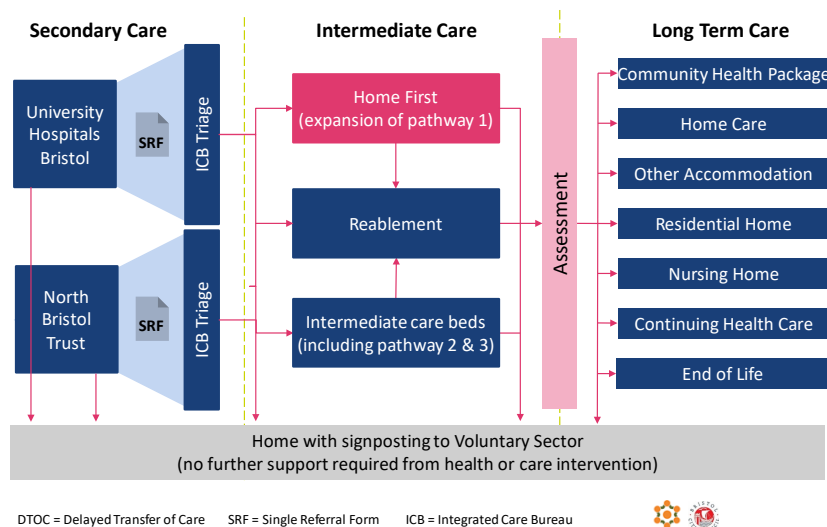 Secondary Care
Intermediate Care
Long Term Care
University
Hospitals
Bristol
SRF
ICB Triage
North
Bristol
Trust
SRF
ICB Triage
Home First
(expansion of pathway 1)
Reablement
Intermediate care beds
(including pathway 2 & 3)
Assessment
Community Health Package
Home Care
Other Accommodation
Residential Home
Nursing Home
Continuing Health Care
End of Life
Home with signposting to Voluntary Sector
(no further support required from health or care intervention)
DTOC = Delayed Transfer of Care SRF = Single Referral Form ICB = Integrated Care Bureau
BRISTOL